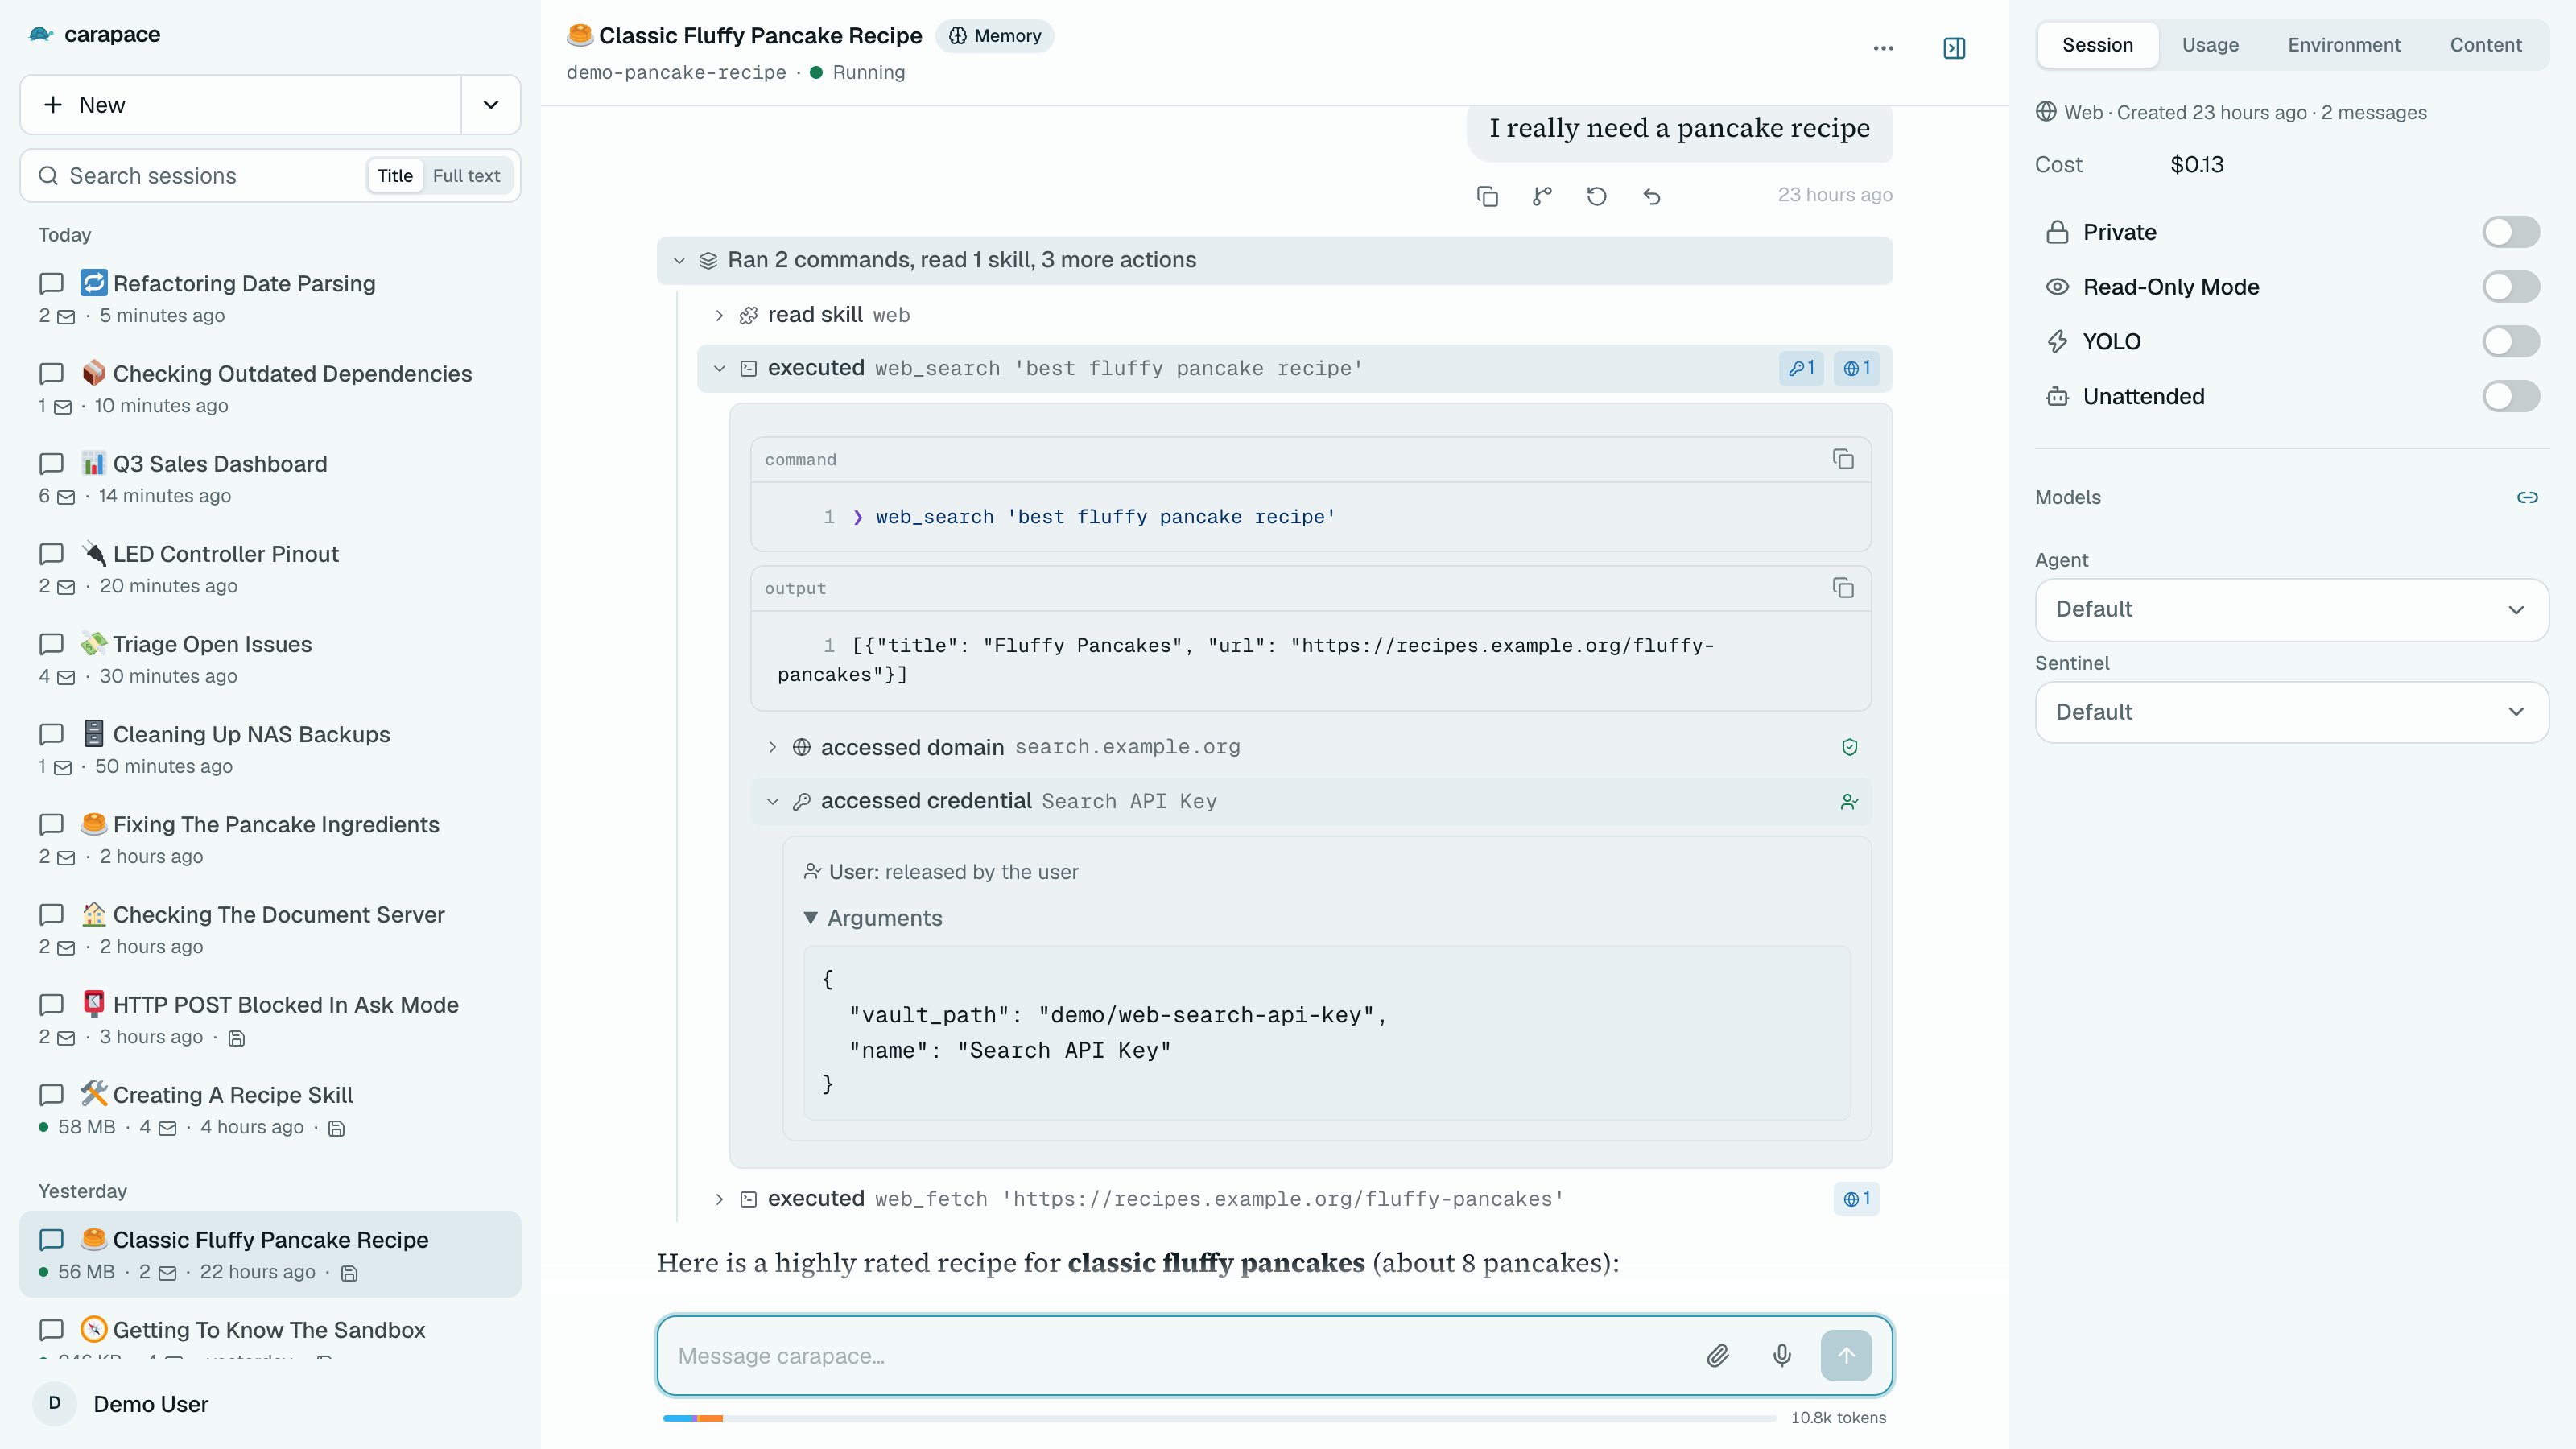 carapace
New
Search sessions
Title
Full text
Today
Refactoring Date Parsing
2 · 5 minutes ago
Checking Outdated Dependencies
1 · 10 minutes ago
Q3 Sales Dashboard
6 · 14 minutes ago
LED Controller Pinout
2 · 20 minutes ago
Triage Open Issues
4 · 30 minutes ago
Cleaning Up NAS Backups
1 · 50 minutes ago
Fixing The Pancake Ingredients
2 · 2 hours ago
Checking The Document Server
2 · 2 hours ago
HTTP POST Blocked In Ask Mode
2 · 3 hours ago ·
Creating A Recipe Skill
58 MB · 4 · 4 hours ago ·
Yesterday
Classic Fluffy Pancake Recipe
56 MB · 2 · 22 hours ago ·
Getting To Know The Sandbox
D
Demo User
Classic Fluffy Pancake Recipe
Memory
demo-pancake-recipe · Running
I really need a pancake recipe
23 hours ago
Ran 2 commands, read 1 skill, 3 more actions
read skill web
executed web_search 'best fluffy pancake recipe'
1
1
command
1 ❯ web_search 'best fluffy pancake recipe'
output
1 [{"title": "Fluffy Pancakes", "url": "https://recipes.example.org/fluffy-
pancakes"}]
accessed domain search.example.org
accessed credential Search API Key
User: released by the user
▼ Arguments
{
"vault_path": "demo/web-search-api-key",
"name": "Search API Key"
}
executed web_fetch 'https://recipes.example.org/fluffy-pancakes'
1
Here is a highly rated recipe for classic fluffy pancakes (about 8 pancakes):
Message carapace...
10.8k tokens
Session
Usage
Environment
Content
Web · Created 23 hours ago · 2 messages
Cost
$0.13
Private
Read-Only Mode
YOLO
Unattended
Models
Agent
Default
Sentinel
Default